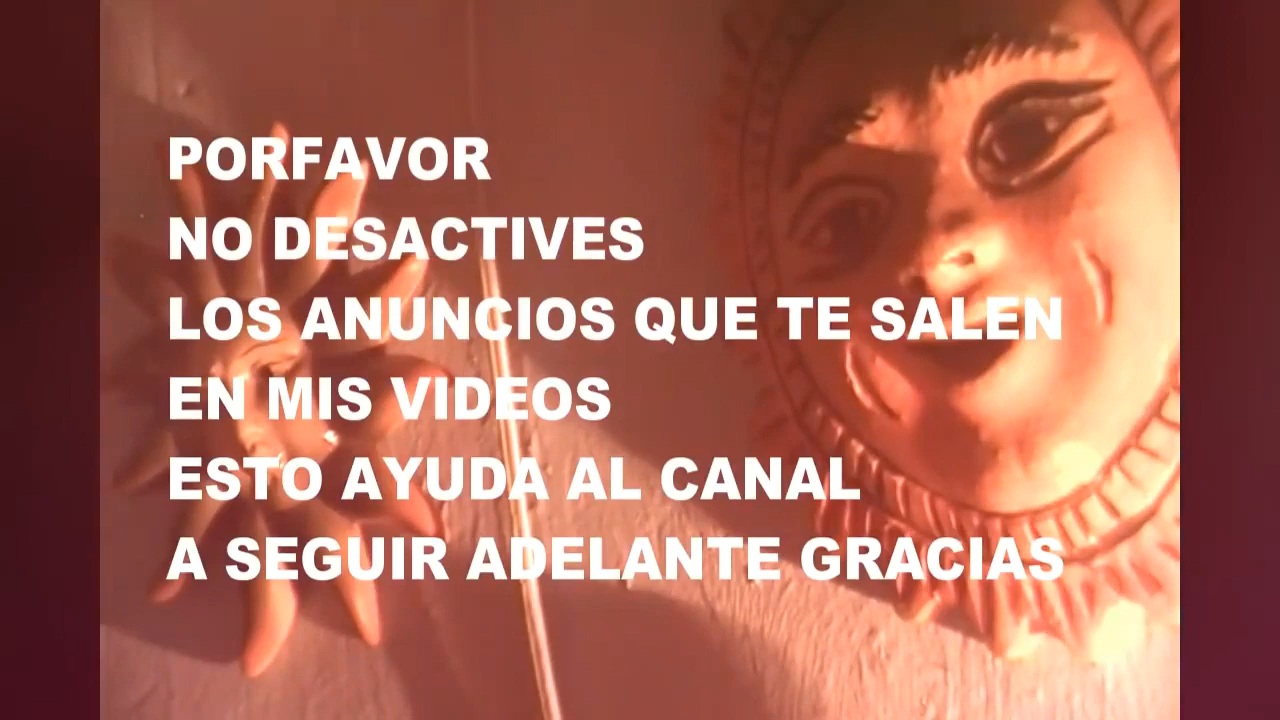 PORFAVOR
NO DESACTIVES
LOS ANUNCIOS QUE TE SALEN
EN MIS VIDEOS
ESTO AYUDA AL CANAL
A SEGUIR ADELANTE GRACIAS